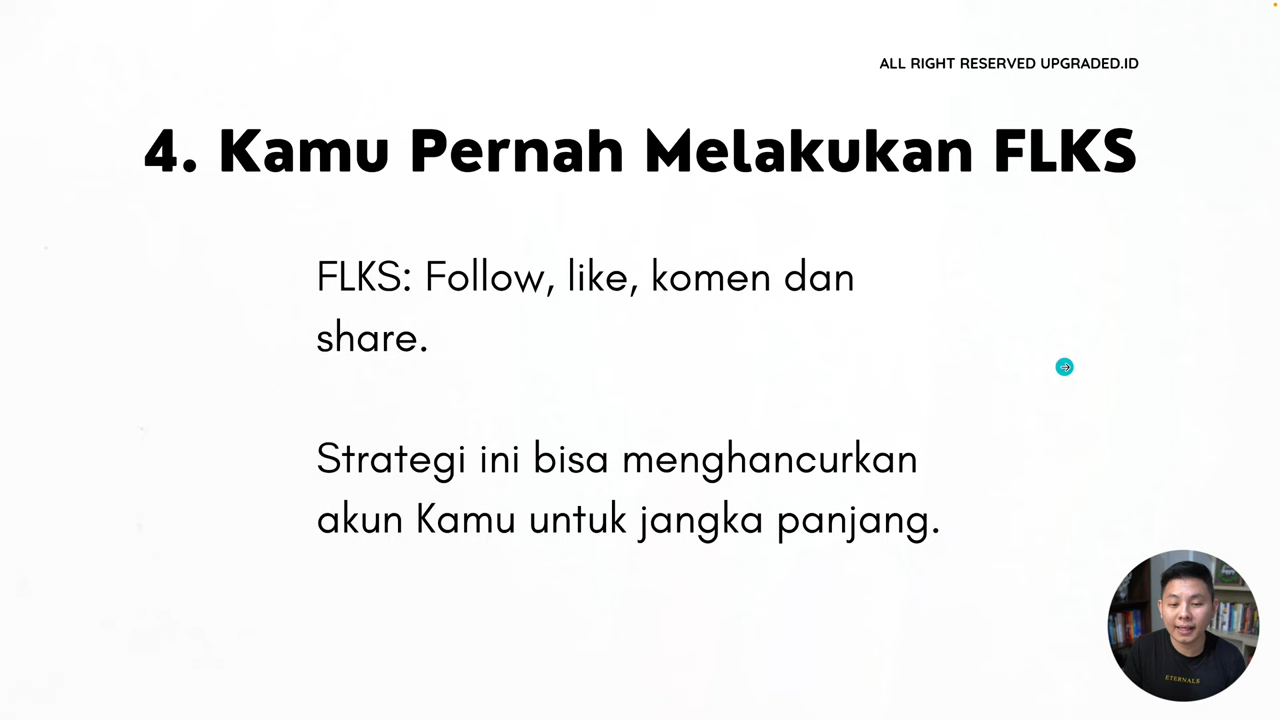 ALL RIGHT RESERVED UPGRADED.ID
4. Kamu Pernah Melakukan FLKS
FLKS: Follow, like, komen dan
share.
Strategi ini bisa menghancurkan
akun Kamu untuk jangka panjang.
ETERNALS